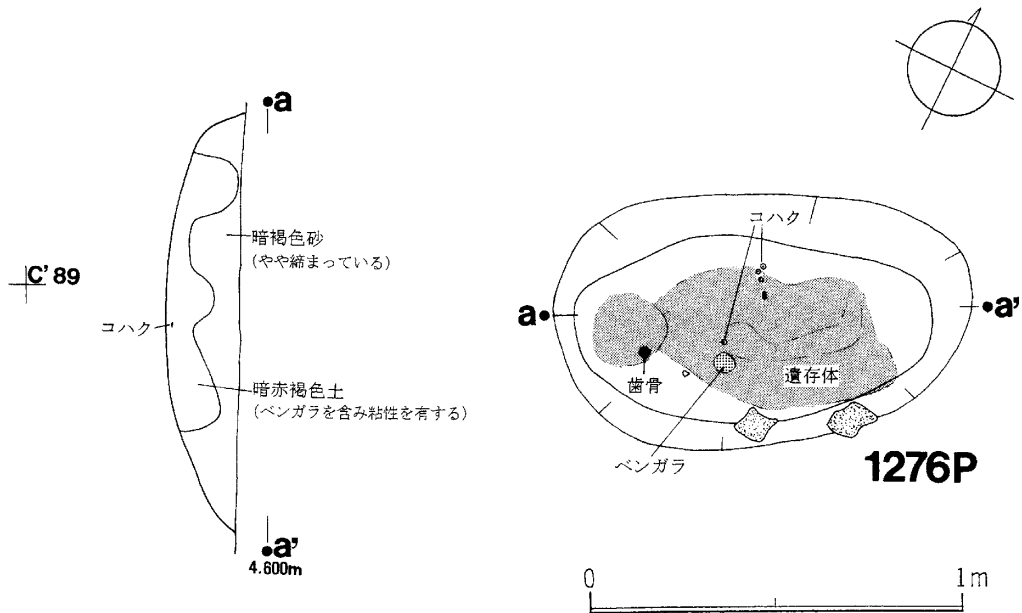 a
暗褐色砂
(やや締まっている)
C' 89
コハク
暗赤褐色土
(ベンガラを含み粘性を有する)
a'
4.600m
コハク
a
a'
歯骨
遺存体
ベンガラ
1276P
0
1m